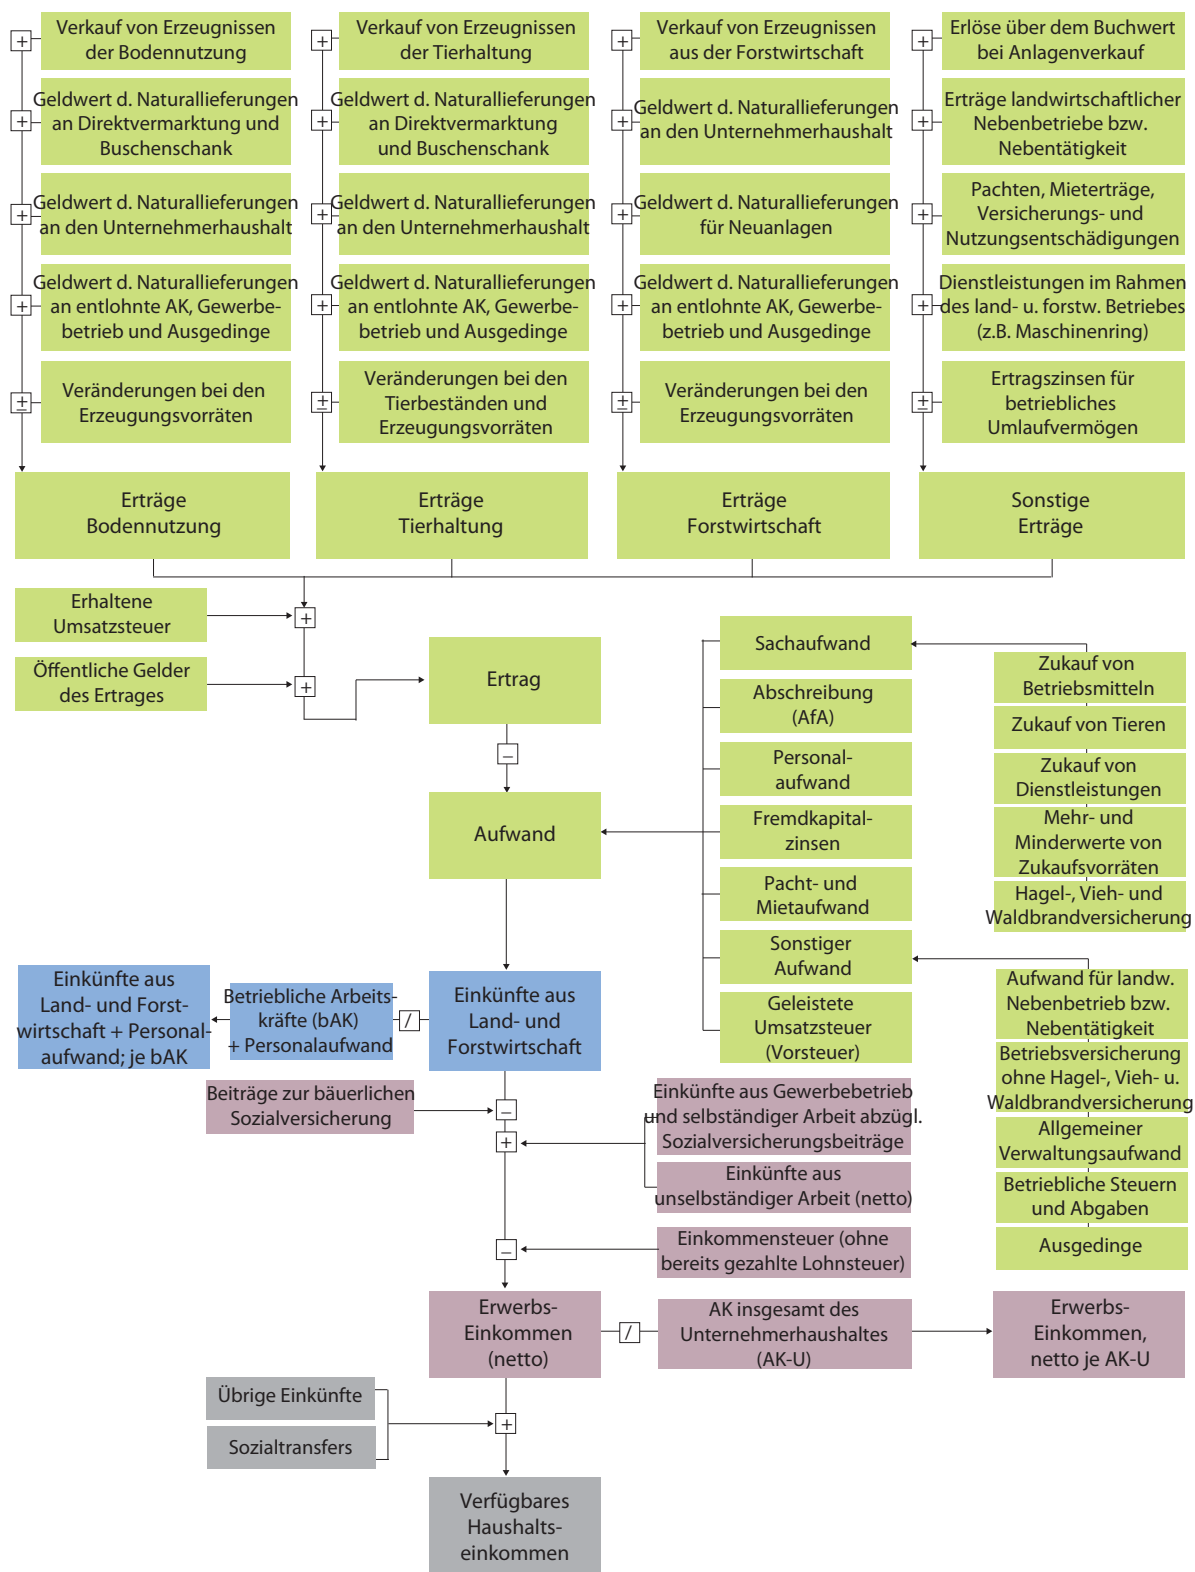 Verkauf von Erzeugnissen
der Bodennutzung
+
Geldwert d. Naturallieferungen
an Direktvermarktung und
Buschenschank
+
Geldwert d. Naturallieferungen
an den Unternehmerhaushalt
+
Geldwert d. Naturallieferungen
an entlohnte AK, Gewerbe-
betrieb und Ausgedinge
+
Veränderungen bei den
Erzeugungsvorräten
±
Erträge
Bodennutzung
Verkauf von Erzeugnissen
der Tierhaltung
+
Geldwert d. Naturallieferungen
an Direktvermarktung
und Buschenschank
+
Geldwert d. Naturallieferungen
an den Unternehmerhaushalt
+
Geldwert d. Naturallieferungen
an entlohnte AK, Gewerbe-
betrieb und Ausgedinge
+
Veränderungen bei den
Tierbeständen und
Erzeugungsvorräten
±
Erträge
Tierhaltung
Verkauf von Erzeugnissen
aus der Forstwirtschaft
+
Geldwert d. Naturallieferungen
an den Unternehmerhaushalt
+
Geldwert d. Naturallieferungen
für Neuanlagen
+
Geldwert d. Naturallieferungen
an entlohnte AK, Gewerbe-
betrieb und Ausgedinge
+
Veränderungen bei den
Erzeugungsvorräten
±
Erträge
Forstwirtschaft
Erlöse über dem Buchwert
bei Anlagenverkauf
+
Erträge landwirtschaftlicher
Nebenbetriebe bzw.
Nebentätigkeit
+
Pachten, Mieterträge,
Versicherungs- und
Nutzungsentschädigungen
+
Dienstleistungen im Rahmen
des land- u. forstw. Betriebes
(z.B. Maschinenring)
+
Ertragszinsen für
betriebliches
Umlaufvermögen
±
Sonstige
Erträge
Erhaltene
Umsatzsteuer
+
Öffentliche Gelder
des Ertrages
+
Ertrag
–
Aufwand
Sachaufwand
Abschreibung
(AfA)
Personal-
aufwand
Fremdkapital-
zinsen
Pacht- und
Mietaufwand
Sonstiger
Aufwand
Geleistete
Umsatzsteuer
(Vorsteuer)
Zukauf von
Betriebsmitteln
Zukauf von Tieren
Zukauf von
Dienstleistungen
Mehr- und
Minderwerte von
Zukaufsvorräten
Hagel-, Vieh- und
Waldbrandversicherung
Aufwand für landw.
Nebenbetrieb bzw.
Nebentätigkeit
Betriebsversicherung
ohne Hagel-, Vieh- u.
Waldbrandversicherung
Allgemeiner
Verwaltungsaufwand
Betriebliche Steuern
und Abgaben
Ausgedinge
Einkünfte aus
Land- und Forst-
wirtschaft + Personal-
aufwand; je bAK
Betriebliche Arbeits-
kräfte (bAK)
+ Personalaufwand
/
Einkünfte aus
Land- und
Forstwirtschaft
Beiträge zur bäuerlichen
Sozialversicherung
–
+
Einkünfte aus Gewerbebetrieb
und selbständiger Arbeit abzügl.
Sozialversicherungsbeiträge
Einkünfte aus
unselbständiger Arbeit (netto)
–
Einkommensteuer (ohne
bereits gezahlte Lohnsteuer)
Erwerbs-
Einkommen
(netto)
/
AK insgesamt des
Unternehmerhaushaltes
(AK-U)
Erwerbs-
Einkommen,
netto je AK-U
Übrige Einkünfte
Sozialtransfers
+
Verfügbares
Haushalts-
einkommen